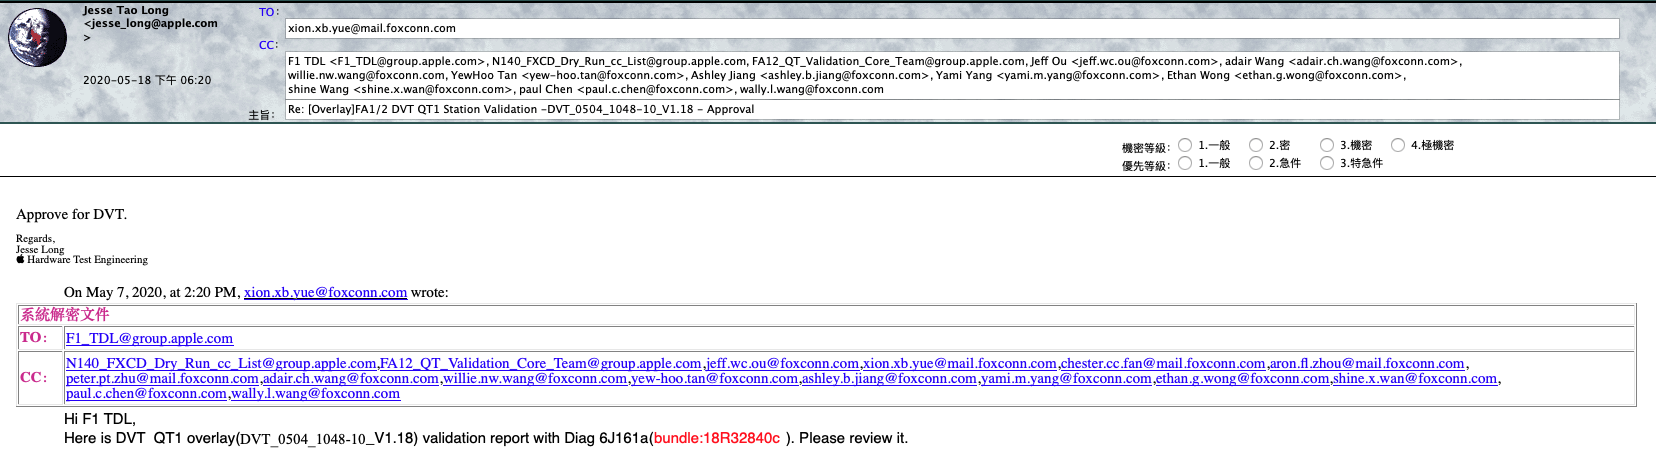 Jesse Tao Long
<jesse_long@apple.com
>
2020-05-18 下午 06:20
TO:
xion.xb.yue@mail.foxconn.com
CC:
F1 TDL <F1_TDL@group.apple.com>, N140_FXCD_Dry_Run_cc_List@group.apple.com, FA12_QT_Validation_Core_Team@group.apple.com, Jeff Ou <jeff.wc.ou@foxconn.com>, adair Wang <adair.ch.wang@foxconn.com>,
willie.nw.wang@foxconn.com, YewHoo Tan <yew-hoo.tan@foxconn.com>, Ashley Jiang <ashley.b.jiang@foxconn.com>, Yami Yang <yami.m.yang@foxconn.com>, Ethan Wong <ethan.g.wong@foxconn.com>,
shine Wang <shine.x.wan@foxconn.com>, paul Chen <paul.c.chen@foxconn.com>, wally.l.wang@foxconn.com
主旨:
Re: [Overlay]FA1/2 DVT QT1 Station Validation -DVT_0504_1048-10_V1.18 - Approval
機密等級: 1.一般 2.密 3.機密 4.極機密
優先等級: 1.一般 2.急件 3.特急件
Approve for DVT.
Regards,
Jesse Long
Hardware Test Engineering
On May 7, 2020, at 2:20 PM, xion.xb.yue@foxconn.com wrote:
系統解密文件
TO: F1_TDL@group.apple.com
CC:
N140_FXCD_Dry_Run_cc_List@group.apple.com,FA12_QT_Validation_Core_Team@group.apple.com,jeff.wc.ou@foxconn.com,xion.xb.yue@mail.foxconn.com,chester.cc.fan@mail.foxconn.com,aron.fl.zhou@mail.foxconn.com,
peter.pt.zhu@mail.foxconn.com,adair.ch.wang@foxconn.com,willie.nw.wang@foxconn.com,yew-hoo.tan@foxconn.com,ashley.b.jiang@foxconn.com,yami.m.yang@foxconn.com,ethan.g.wong@foxconn.com,shine.x.wan@foxconn.com,
paul.c.chen@foxconn.com,wally.l.wang@foxconn.com
Hi F1 TDL,
Here is DVT QT1 overlay(DVT_0504_1048-10_V1.18) validation report with Diag 6J161a(bundle:18R32840c ). Please review it.